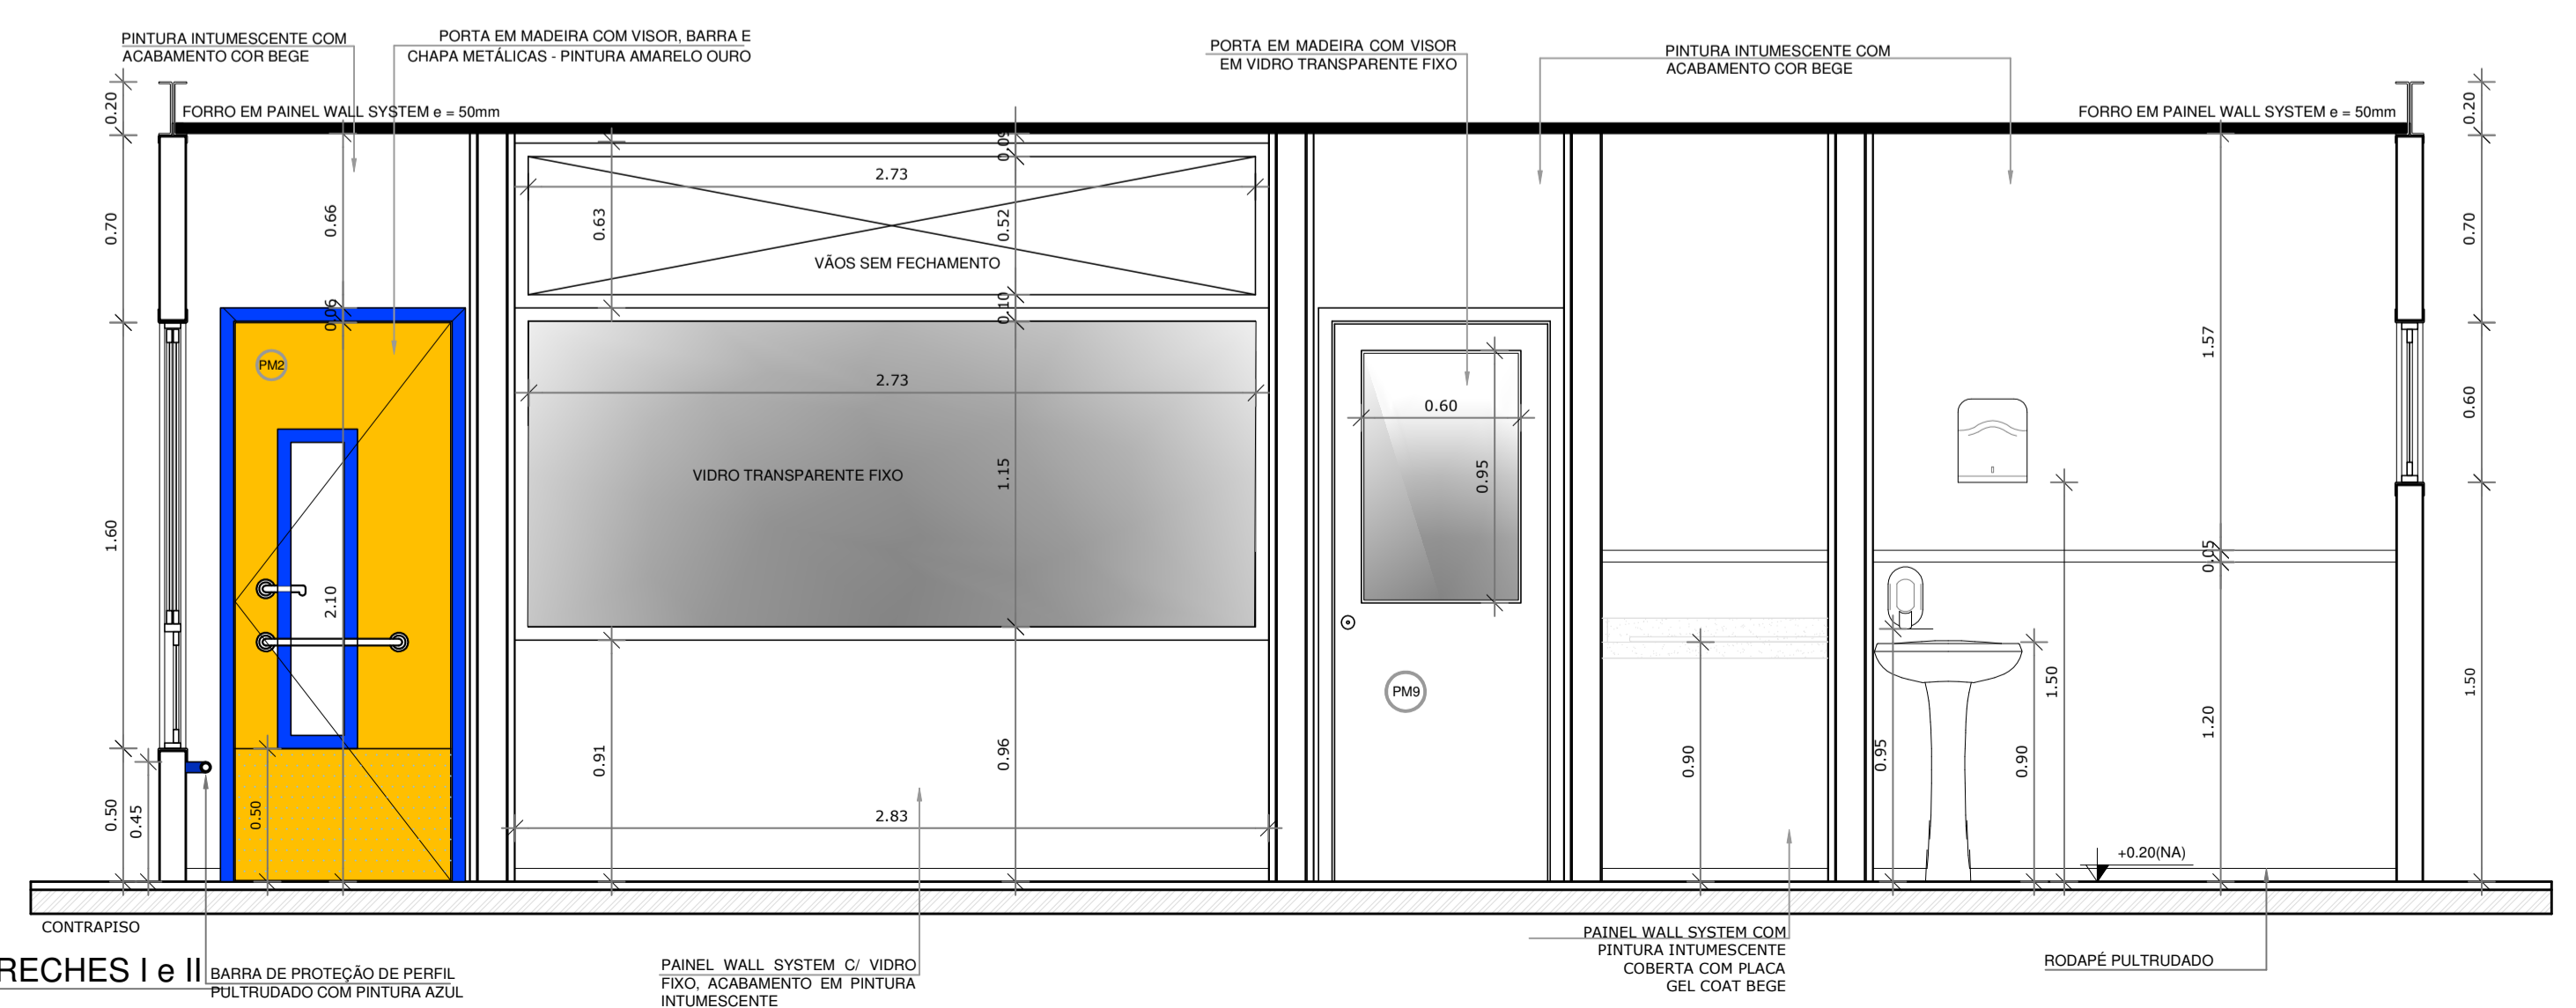 PINTURA INTUMESCENTE COM
ACABAMENTO COR BEGE
PORTA EM MADEIRA COM VISOR, BARRA E
CHAPA METÁLICAS - PINTURA AMARELO OURO
PORTA EM MADEIRA COM VISOR
EM VIDRO TRANSPARENTE FIXO
PINTURA INTUMESCENTE COM
ACABAMENTO COR BEGE
FORRO EM PAINEL WALL SYSTEM e = 50mm
FORRO EM PAINEL WALL SYSTEM e = 50mm
0.20
0.70
1.60
0.50
0.45
0.66
0.06
PM2
2.10
0.50
0.63
0.91
2.73
0.09
0.52
VÃOS SEM FECHAMENTO
0.10
2.73
VIDRO TRANSPARENTE FIXO
1.15
0.96
2.83
0.60
0.95
PM9
0.90
0.95
0.90
1.50
1.57
0.05
1.20
+0.20(NA)
0.20
0.70
0.60
1.50
CONTRAPISO
RECHES I e II
BARRA DE PROTEÇÃO DE PERFIL
PULTRUDADO COM PINTURA AZUL
PAINEL WALL SYSTEM C/ VIDRO
FIXO, ACABAMENTO EM PINTURA
INTUMESCENTE
PAINEL WALL SYSTEM COM
PINTURA INTUMESCENTE
COBERTA COM PLACA
GEL COAT BEGE
RODAPÉ PULTRUDADO